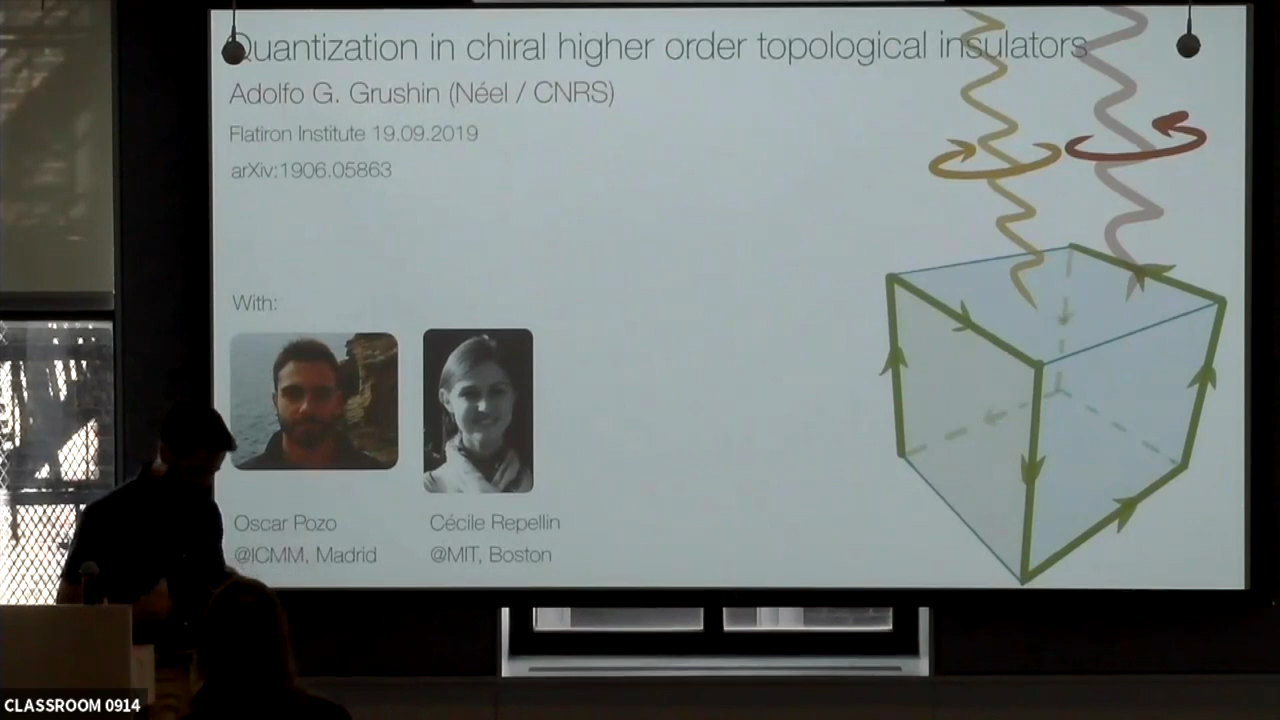 Quantization in chiral higher order topological insulators
Adolfo G. Grushin (Néel / CNRS)
Flatiron Institute 19.09.2019
arXiv:1906.05863
With:
Oscar Pozo
@ICMM, Madrid
Cécile Repellin
@MIT, Boston
CLASSROOM 0914